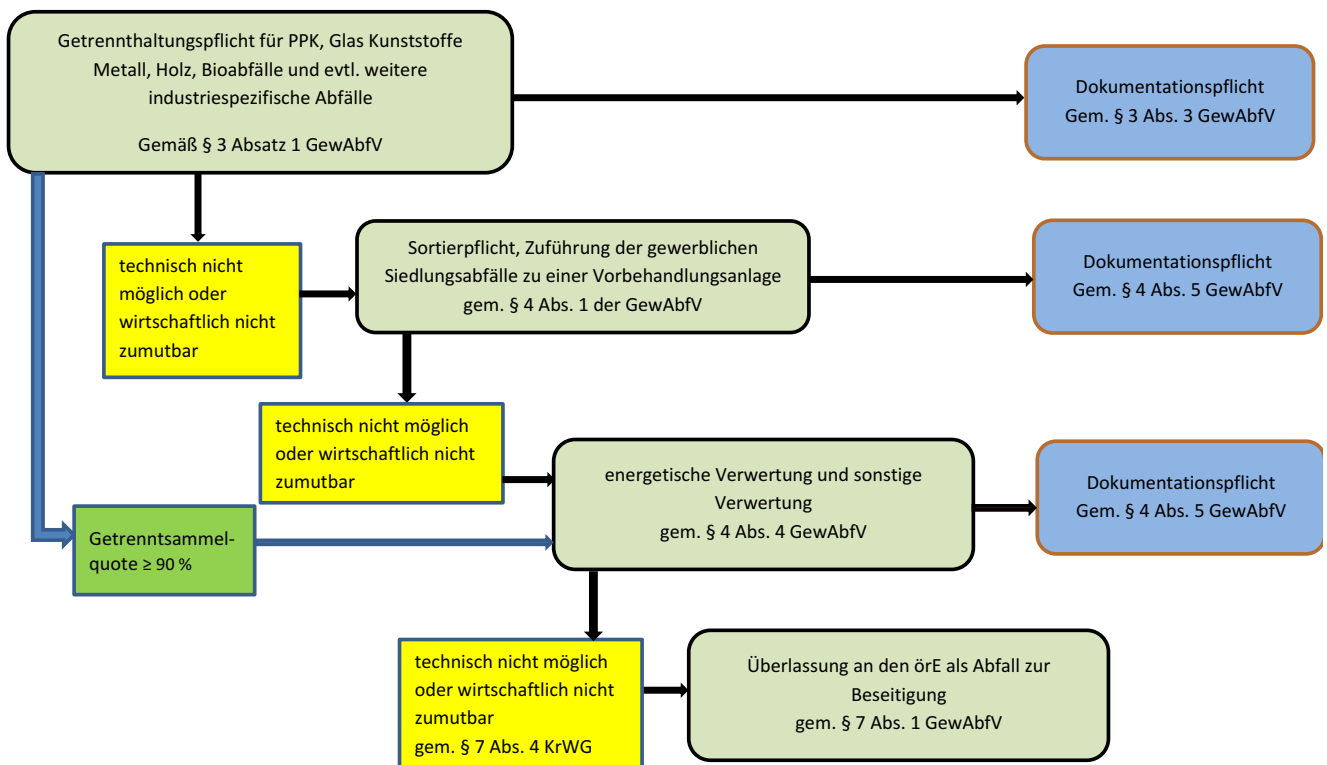 Getrennthaltungspflicht für PPK, Glas Kunststoffe
Metall, Holz, Bioabfälle und evtl. weitere
industriespezifische Abfälle
Gemäß § 3 Absatz 1 GewAbfV
Dokumentationspflicht
Gem. § 3 Abs. 3 GewAbfV
technisch nicht
möglich oder
wirtschaftlich nicht
zumutbar
Sortierpflicht, Zuführung der gewerblichen
Siedlungsabfälle zu einer Vorbehandlungsanlage
gem. § 4 Abs. 1 der GewAbfV
Dokumentationspflicht
Gem. § 4 Abs. 5 GewAbfV
technisch nicht möglich
oder wirtschaftlich nicht
zumutbar
energetische Verwertung und sonstige
Verwertung
gem. § 4 Abs. 4 GewAbfV
Dokumentationspflicht
Gem. § 4 Abs. 5 GewAbfV
Getrenntsammel-
quote ≥ 90 %
technisch nicht möglich
oder wirtschaftlich nicht
zumutbar
gem. § 7 Abs. 4 KrWG
Überlassung an den örE als Abfall zur
Beseitigung
gem. § 7 Abs. 1 GewAbfV